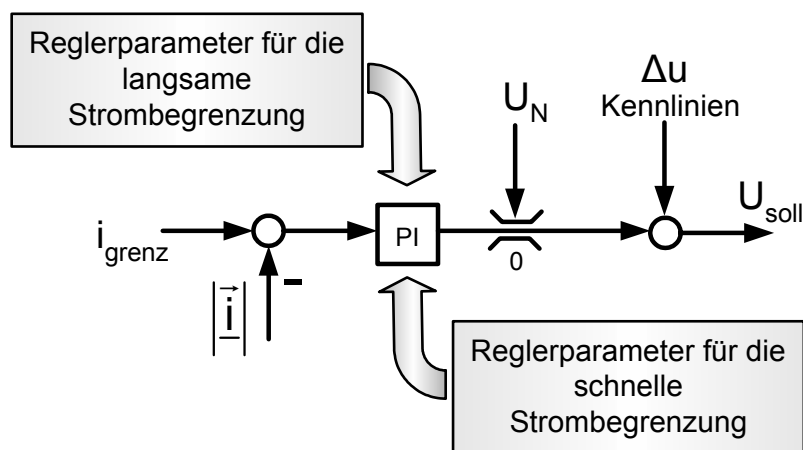 Reglerparameter für die
langsame
Strombegrenzung
Δu
Kennlinien
U_N
U_soll
i_grenz
PI
0
|i|
-
Reglerparameter für die
schnelle
Strombegrenzung